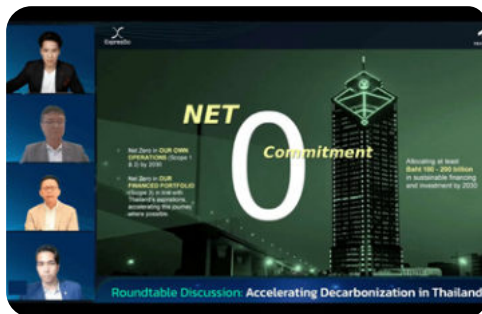 ExpresSo
NET
0
Commitment
Net Zero in OUR OWN
OPERATIONS (Scope 1
& 2) by 2030
Net Zero in OUR
FINANCED PORTFOLIO
(Scope 3) in line with
Thailand's aspirations,
accelerating this journey
where possible
Allocating at least
Baht 100 - 200 billion
in sustainable financing
and investment by 2030
Roundtable Discussion: Accelerating Decarbonization in Thailand